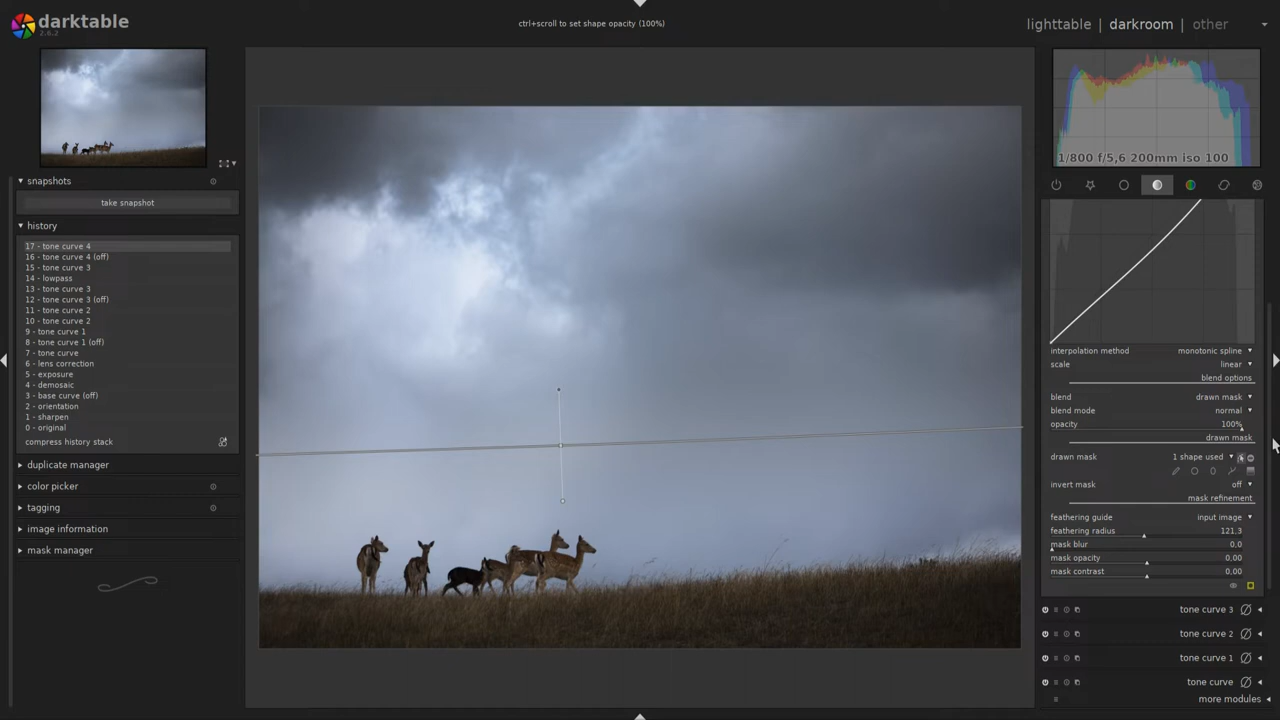 darktable
2.6.2
ctrl+scroll to set shape opacity (100%)
lighttable | darkroom | other
snapshots
take snapshot
history
17 - tone curve 4
16 - tone curve 4 (off)
15 - tone curve 3
14 - lowpass
13 - tone curve 3
12 - tone curve 3 (off)
11 - tone curve 2
10 - tone curve 2
9 - tone curve 1
8 - tone curve 1 (off)
7 - tone curve
6 - lens correction
5 - exposure
4 - demosaic
3 - base curve (off)
2 - orientation
1 - sharpen
0 - original
compress history stack
duplicate manager
color picker
tagging
image information
mask manager
1/800 f/5,6 200mm iso 100
interpolation method monotonic spline
scale linear
blend options
blend drawn mask
blend mode normal
opacity 100%
drawn mask
drawn mask 1 shape used
invert mask off
mask refinement
feathering guide input image
feathering radius 121.3
mask blur 0.0
mask opacity 0.00
mask contrast 0.00
tone curve 3
tone curve 2
tone curve 1
tone curve
more modules